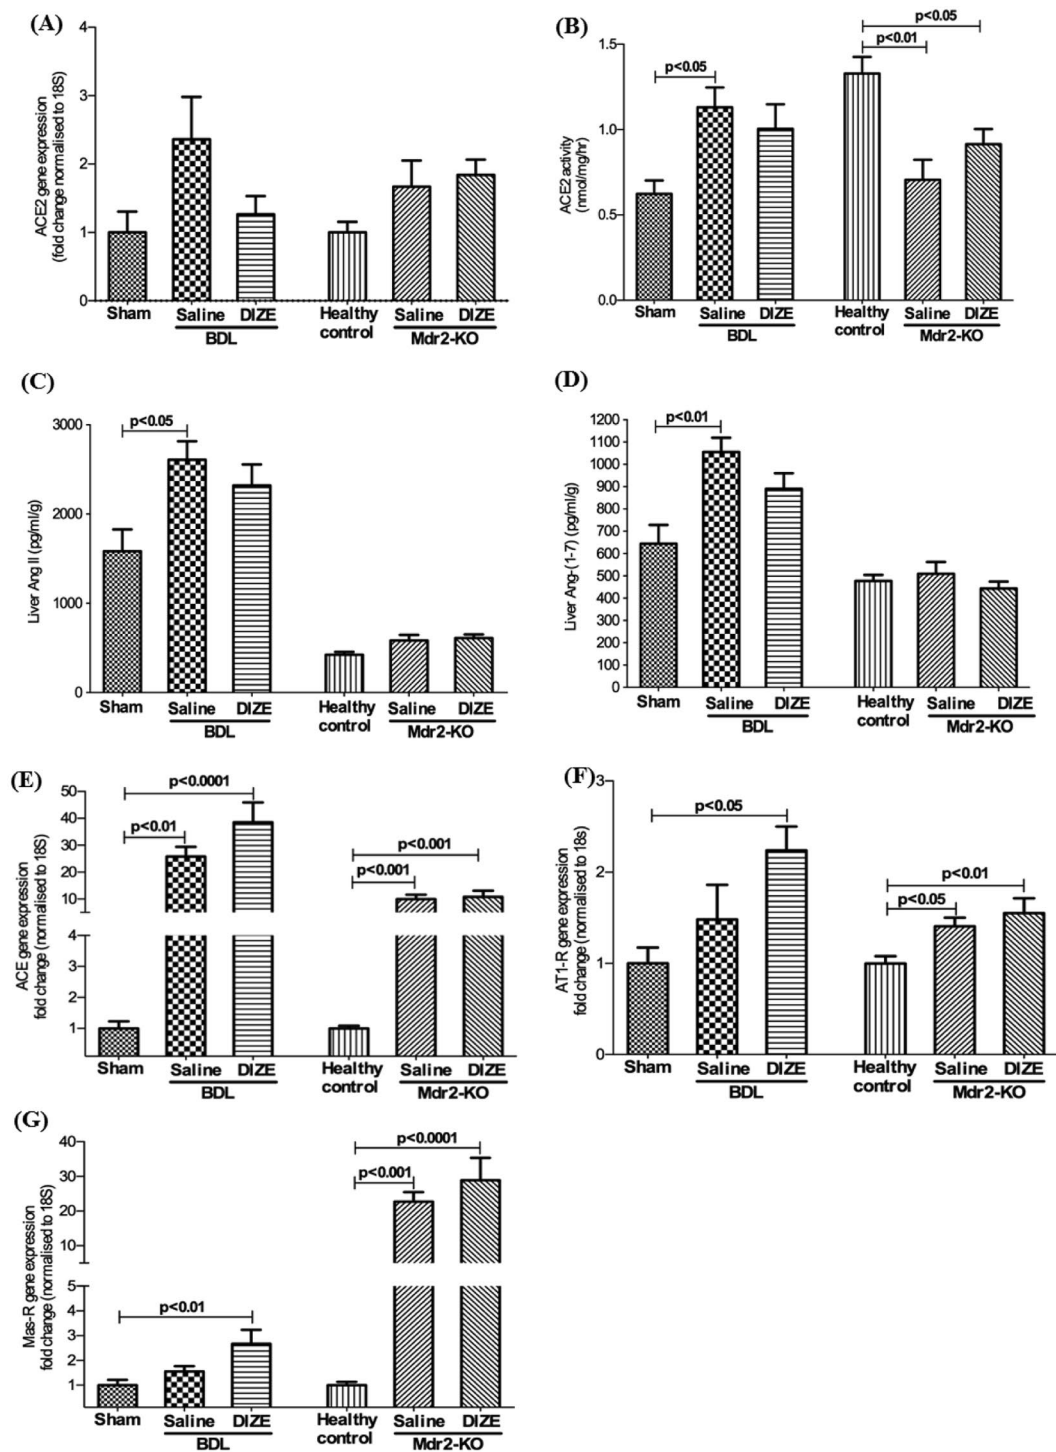 (A)
ACE2 gene expression
(fold change normalised to 18S)
4
3
2
1
0
Sham
Saline
DIZE
BDL
Healthy
control
Saline
DIZE
Mdr2-KO
(B)
ACE2 activity
(nmol/mg/hr)
1.5
1.0
0.5
0.0
p<0.05
p<0.05
p<0.01
Sham
Saline
DIZE
BDL
Healthy
control
Saline
DIZE
Mdr2-KO
(C)
Liver Ang II (pg/ml/g)
3000
2000
1000
0
p<0.05
Sham
Saline
DIZE
BDL
Healthy
control
Saline
DIZE
Mdr2-KO
(D)
Liver Ang-(1-7) (pg/ml/g)
1200
1100
1000
900
800
700
600
500
400
300
200
100
0
p<0.01
Sham
Saline
DIZE
BDL
Healthy
control
Saline
DIZE
Mdr2-KO
(E)
ACE gene expression
fold change (normalised to 18S)
50
40
30
20
10
4
3
2
1
p<0.0001
p<0.01
p<0.001
p<0.001
Sham
Saline
DIZE
BDL
Healthy
control
Saline
DIZE
Mdr2-KO
(F)
AT1-R gene expression
fold change (normalised to 18s)
3
2
1
0
p<0.05
p<0.01
p<0.05
Sham
Saline
DIZE
BDL
Healthy
control
Saline
DIZE
Mdr2-KO
(G)
Mas-R gene expression
fold change (normalised to 18S)
40
30
20
10
5
4
3
2
1
p<0.01
p<0.0001
p<0.001
Sham
Saline
DIZE
BDL
Healthy
control
Saline
DIZE
Mdr2-KO